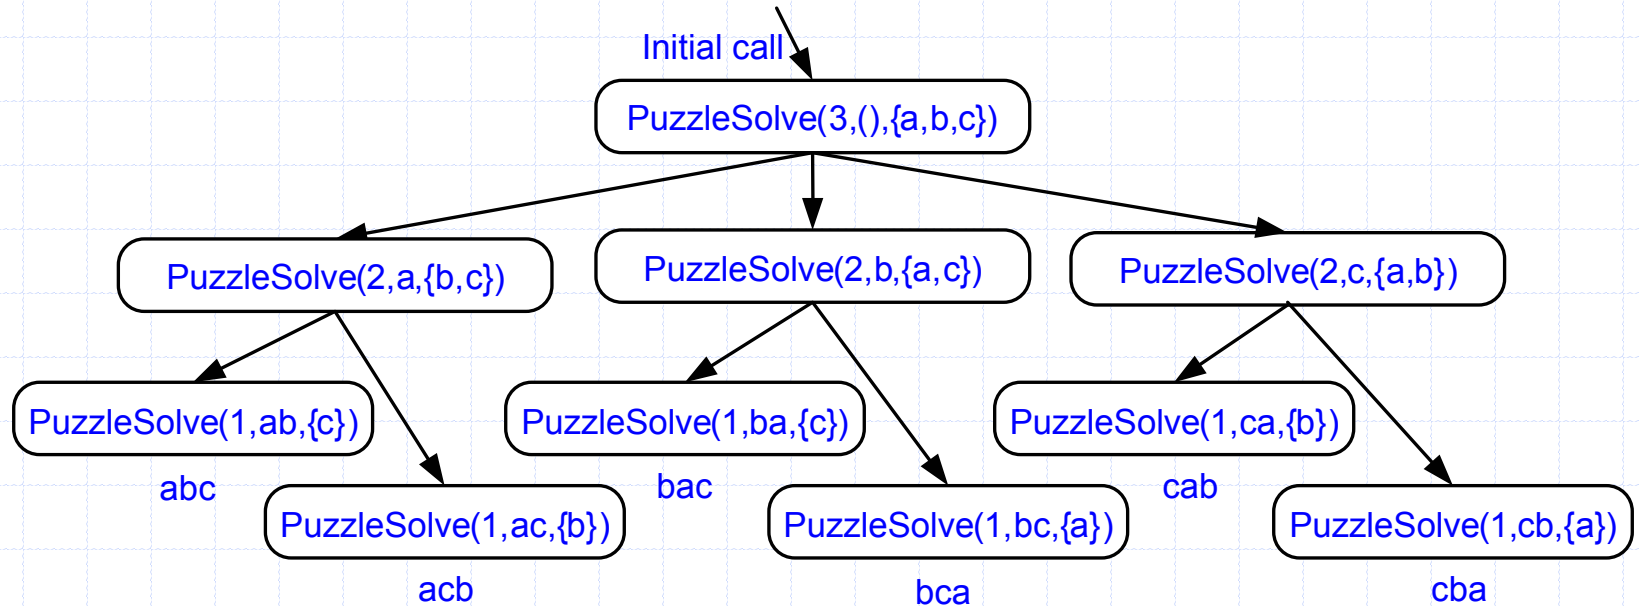 Initial call
PuzzleSolve(3,(),{a,b,c})
PuzzleSolve(2,a,{b,c})
PuzzleSolve(2,b,{a,c})
PuzzleSolve(2,c,{a,b})
PuzzleSolve(1,ab,{c})
PuzzleSolve(1,ba,{c})
PuzzleSolve(1,ca,{b})
abc
bac
cab
PuzzleSolve(1,ac,{b})
PuzzleSolve(1,bc,{a})
PuzzleSolve(1,cb,{a})
acb
bca
cba